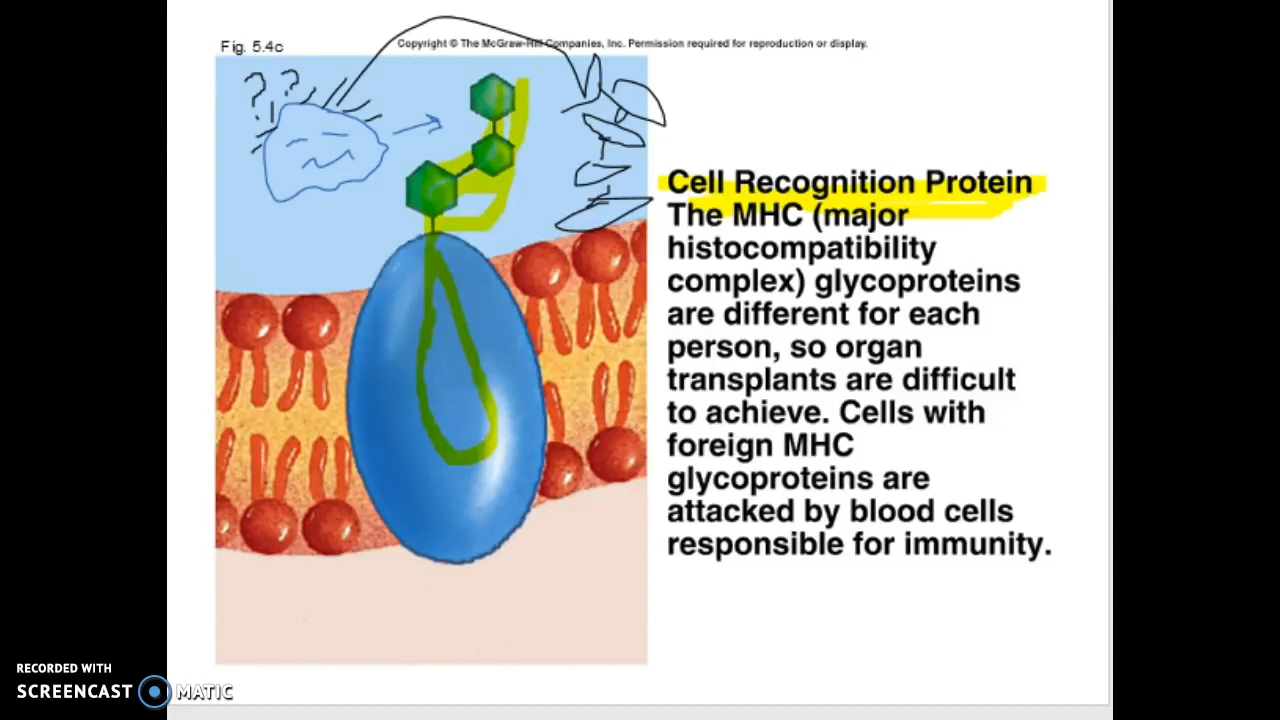 Fig. 5.4c
Copyright © The McGraw-Hill Companies, Inc. Permission required for reproduction or display.
? ?
Cell Recognition Protein
The MHC (major
histocompatibility
complex) glycoproteins
are different for each
person, so organ
transplants are difficult
to achieve. Cells with
foreign MHC
glycoproteins are
attacked by blood cells
responsible for immunity.
RECORDED WITH
SCREENCAST MATIC